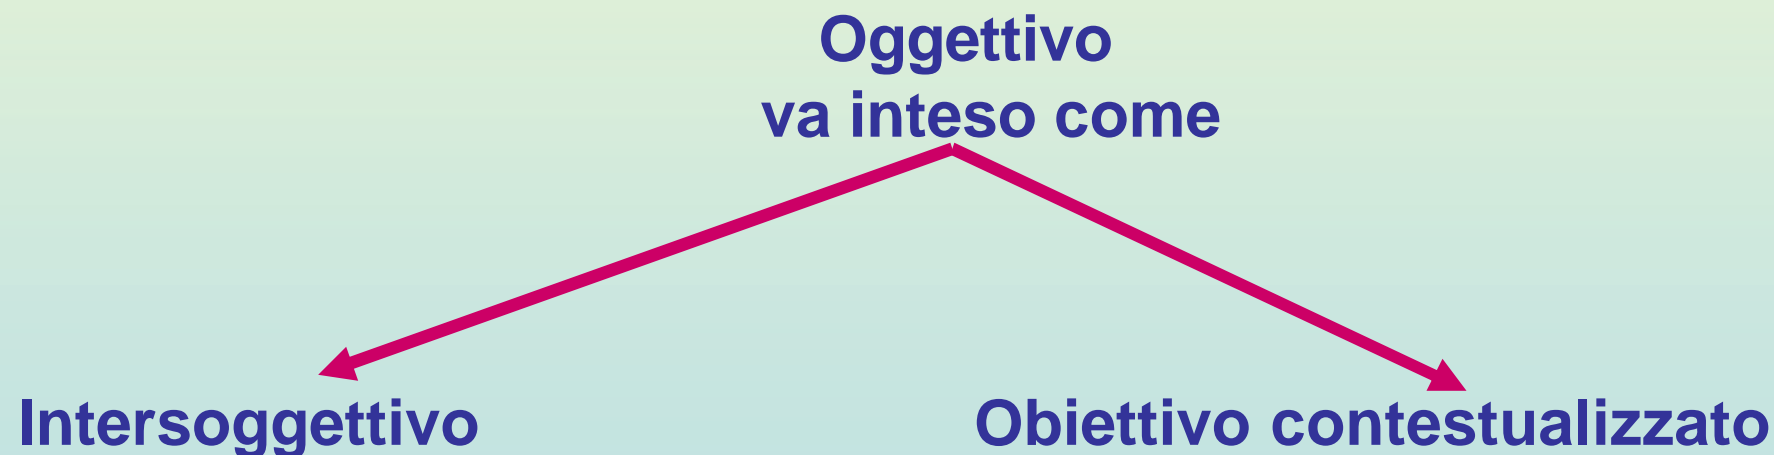 Oggettivo
va inteso come
Intersoggettivo
Obiettivo contestualizzato